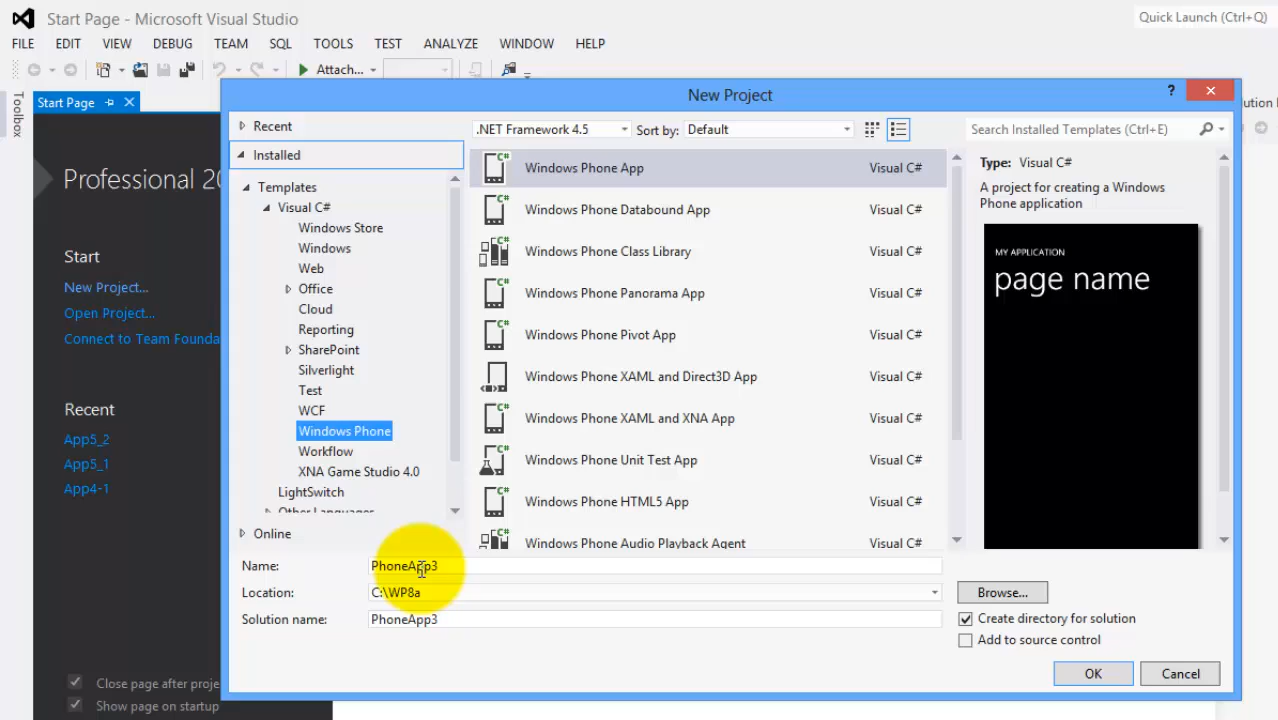 Start Page - Microsoft Visual Studio
Quick Launch (Ctrl+Q)
FILE EDIT VIEW DEBUG TEAM SQL TOOLS TEST ANALYZE WINDOW HELP
Attach...
Toolbox
Start Page
Professional
Start
New Project...
Open Project...
Connect to Team Founda
Recent
App5_2
App5_1
App4-1
Close page after proje
Show page on startup
New Project
?
Recent
Installed
Templates
Visual C#
Windows Store
Windows
Web
Office
Cloud
Reporting
SharePoint
Silverlight
Test
WCF
Windows Phone
Workflow
XNA Game Studio 4.0
LightSwitch
Other Languages
Online
.NET Framework 4.5
Sort by: Default
Windows Phone App Visual C#
Windows Phone Databound App Visual C#
Windows Phone Class Library Visual C#
Windows Phone Panorama App Visual C#
Windows Phone Pivot App Visual C#
Windows Phone XAML and Direct3D App Visual C#
Windows Phone XAML and XNA App Visual C#
Windows Phone Unit Test App Visual C#
Windows Phone HTML5 App Visual C#
Windows Phone Audio Playback Agent Visual C#
Search Installed Templates (Ctrl+E)
Type: Visual C#
A project for creating a Windows
Phone application
MY APPLICATION
page name
Name: PhoneApp3
Location: C:\WP8a
Browse...
Solution name: PhoneApp3
Create directory for solution
Add to source control
OK Cancel